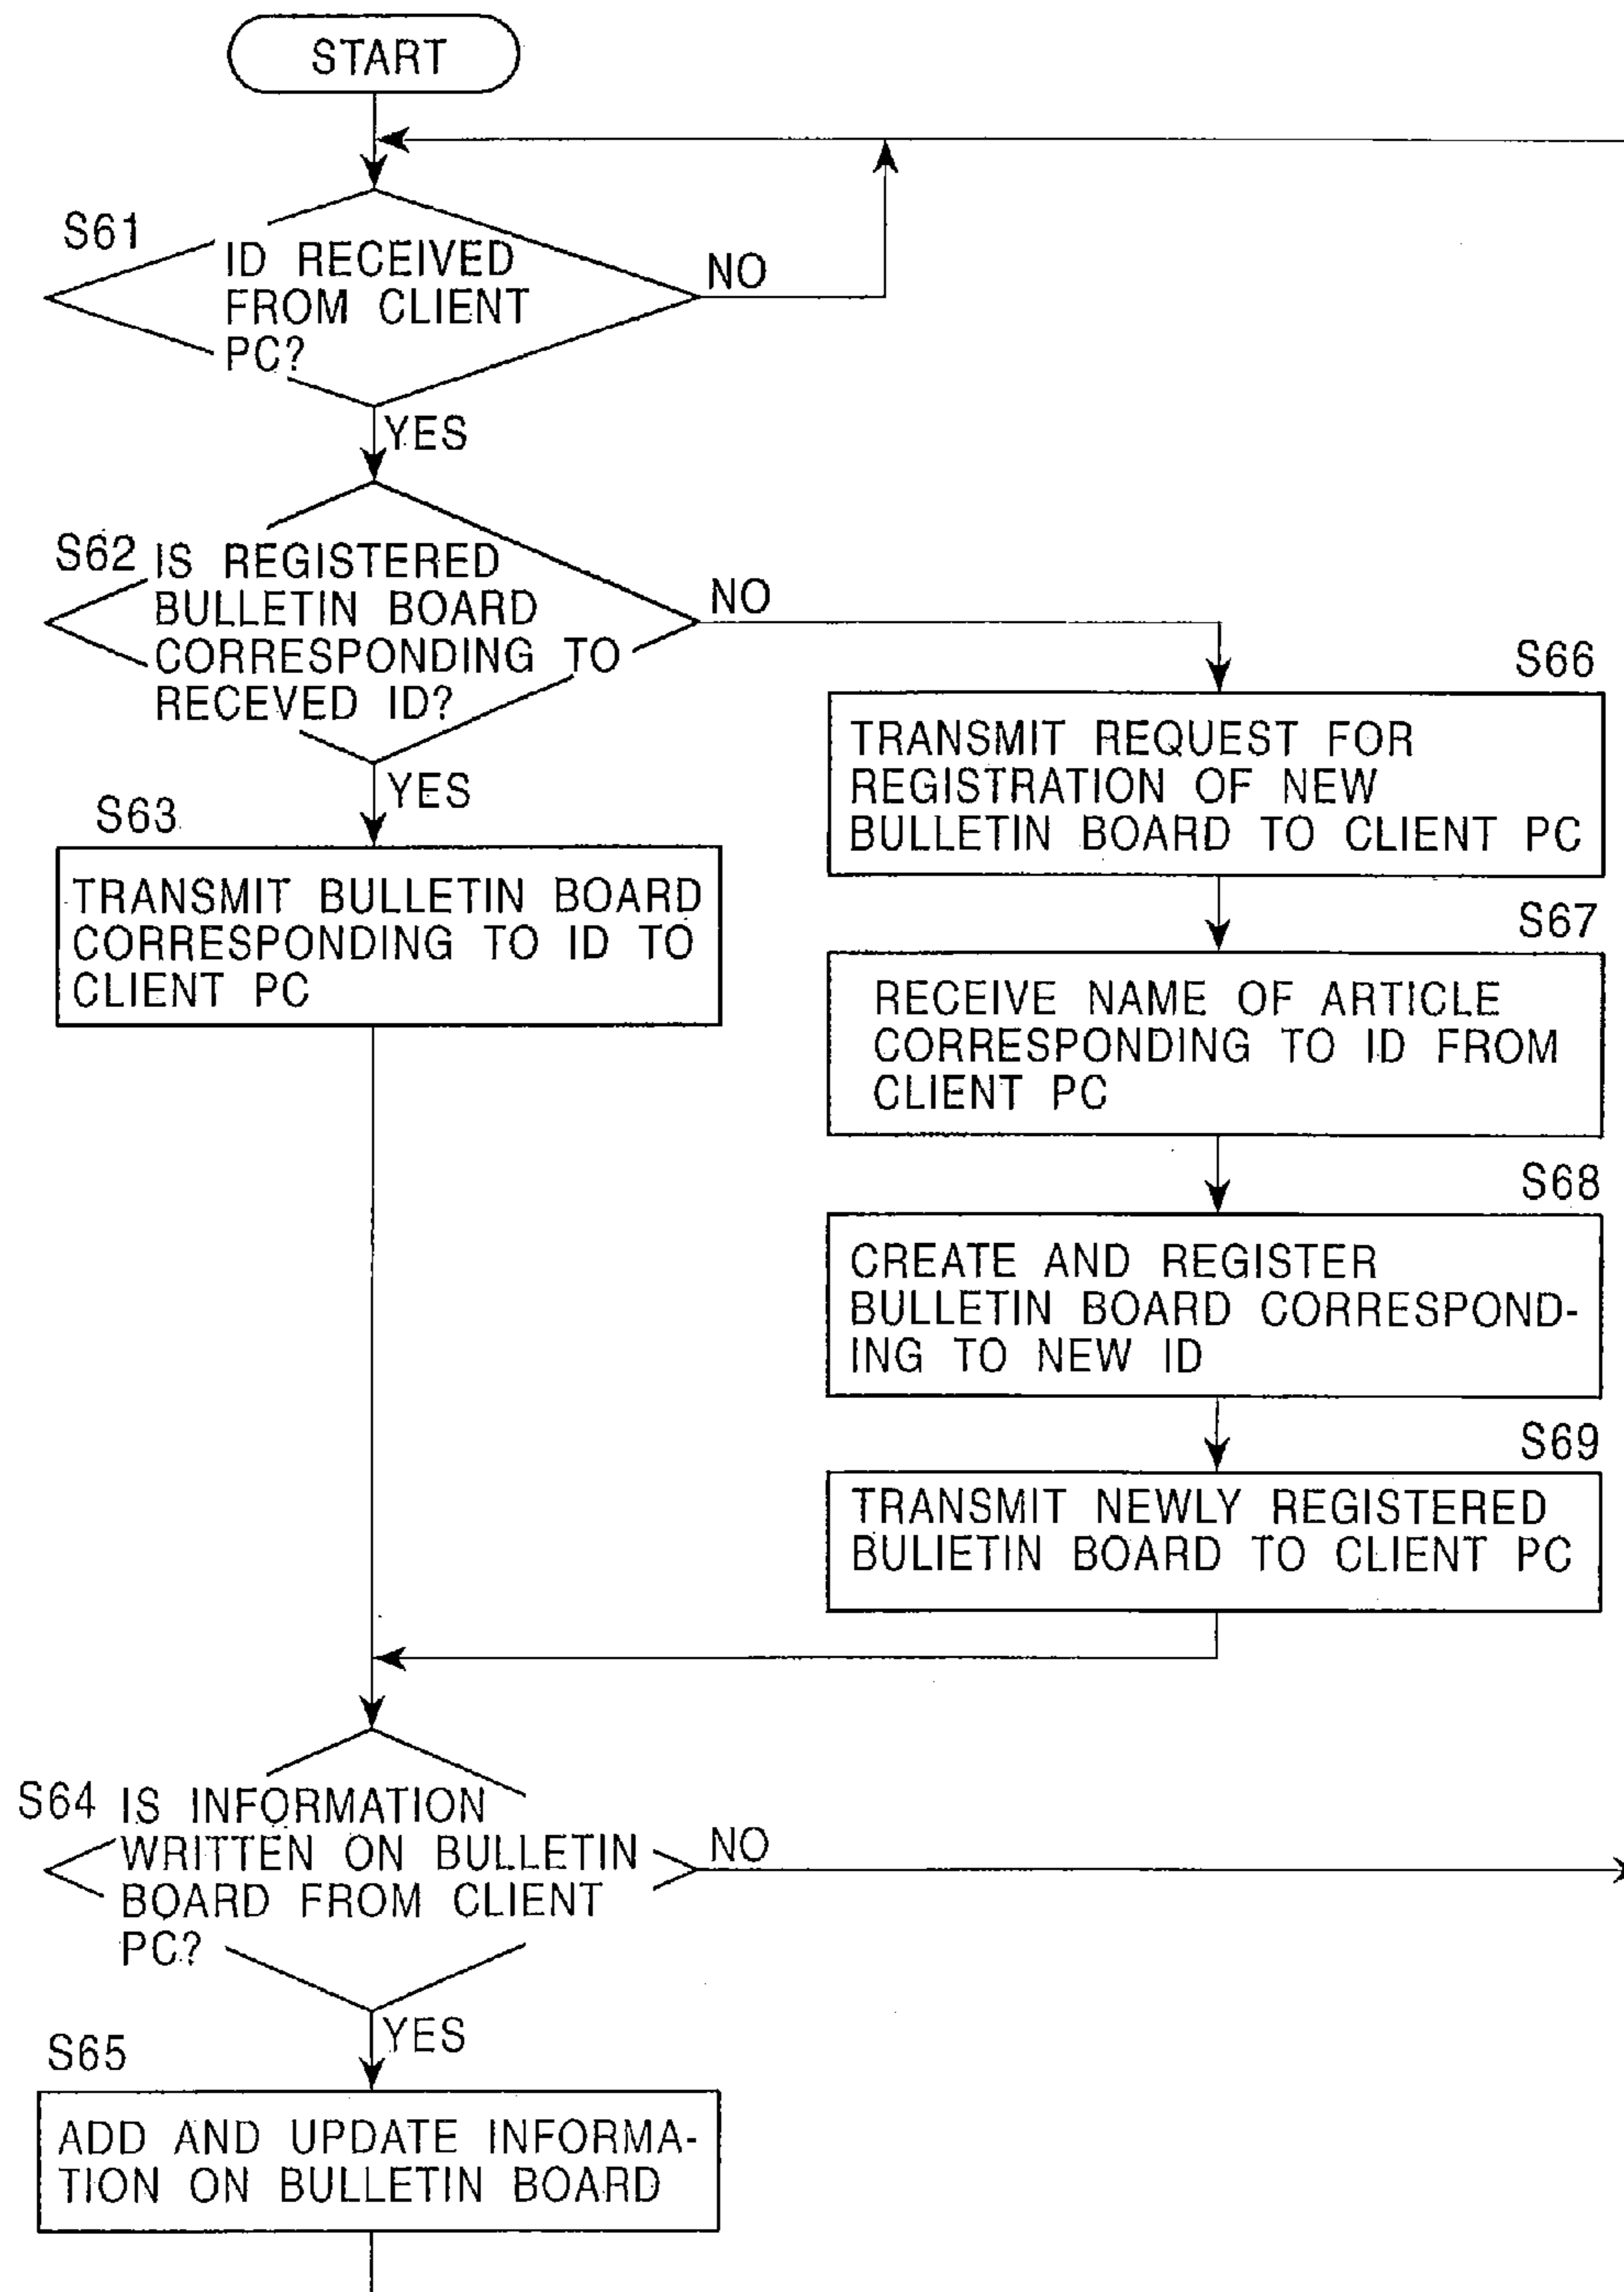 START
S61
ID RECEIVED
FROM CLIENT
PC?
NO
YES
S62
IS REGISTERED
BULLETIN BOARD
CORRESPONDING TO
RECEVED ID?
NO
YES
S63
TRANSMIT BULLETIN BOARD
CORRESPONDING TO ID TO
CLIENT PC
S66
TRANSMIT REQUEST FOR
REGISTRATION OF NEW
BULLETIN BOARD TO CLIENT PC
S67
RECEIVE NAME OF ARTICLE
CORRESPONDING TO ID FROM
CLIENT PC
S68
CREATE AND REGISTER
BULLETIN BOARD CORRESPOND-
ING TO NEW ID
S69
TRANSMIT NEWLY REGISTERED
BULIETIN BOARD TO CLIENT PC
S64
IS INFORMATION
WRITTEN ON BULLETIN
BOARD FROM CLIENT
PC?
NO
YES
S65
ADD AND UPDATE INFORMA-
TION ON BULLETIN BOARD